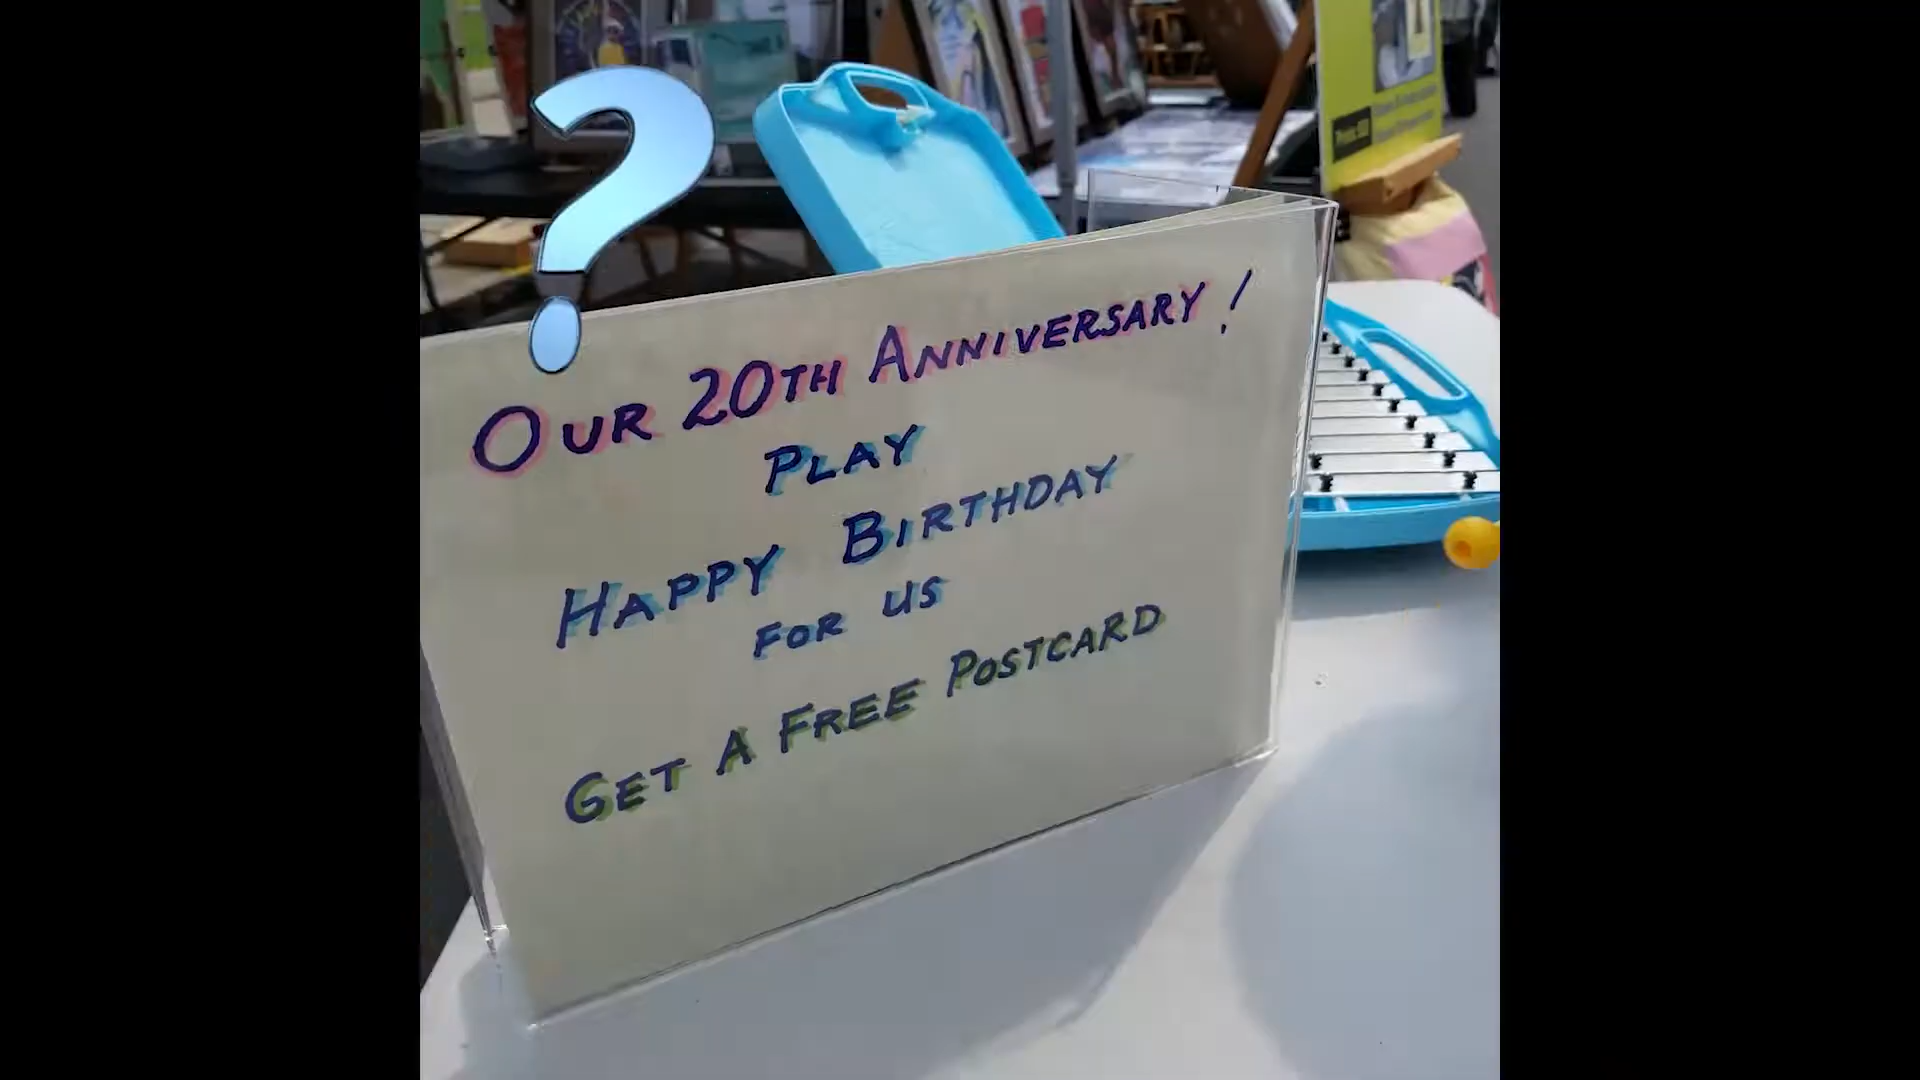 ?
OUR 20TH ANNIVERSARY!
PLAY
HAPPY BIRTHDAY
FOR US
GET A FREE POSTCARD